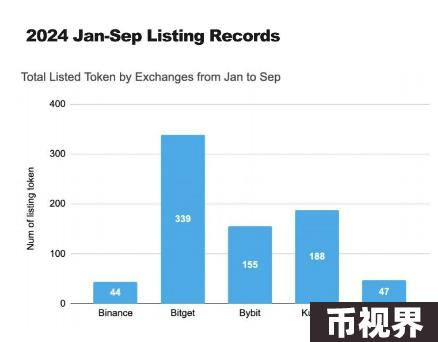 2024 Jan-Sep Listing Records
Total Listed Token by Exchanges from Jan to Sep
Num of listing token
400
300
200
100
0
44
339
155
188
47
Binance
Bitget
Bybit
币视界